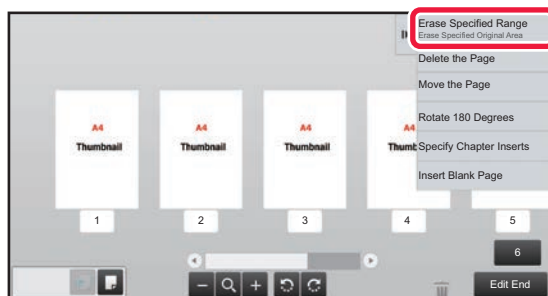 Erase Specified Range
Erase Specified Original Area
Delete the Page
Move the Page
Rotate 180 Degrees
Specify Chapter Inserts
Insert Blank Page
A4
Thumbnail
A4
Thumbnail
A4
Thumbnail
A4
Thumb
1
2
3
4
5
6
Edit End